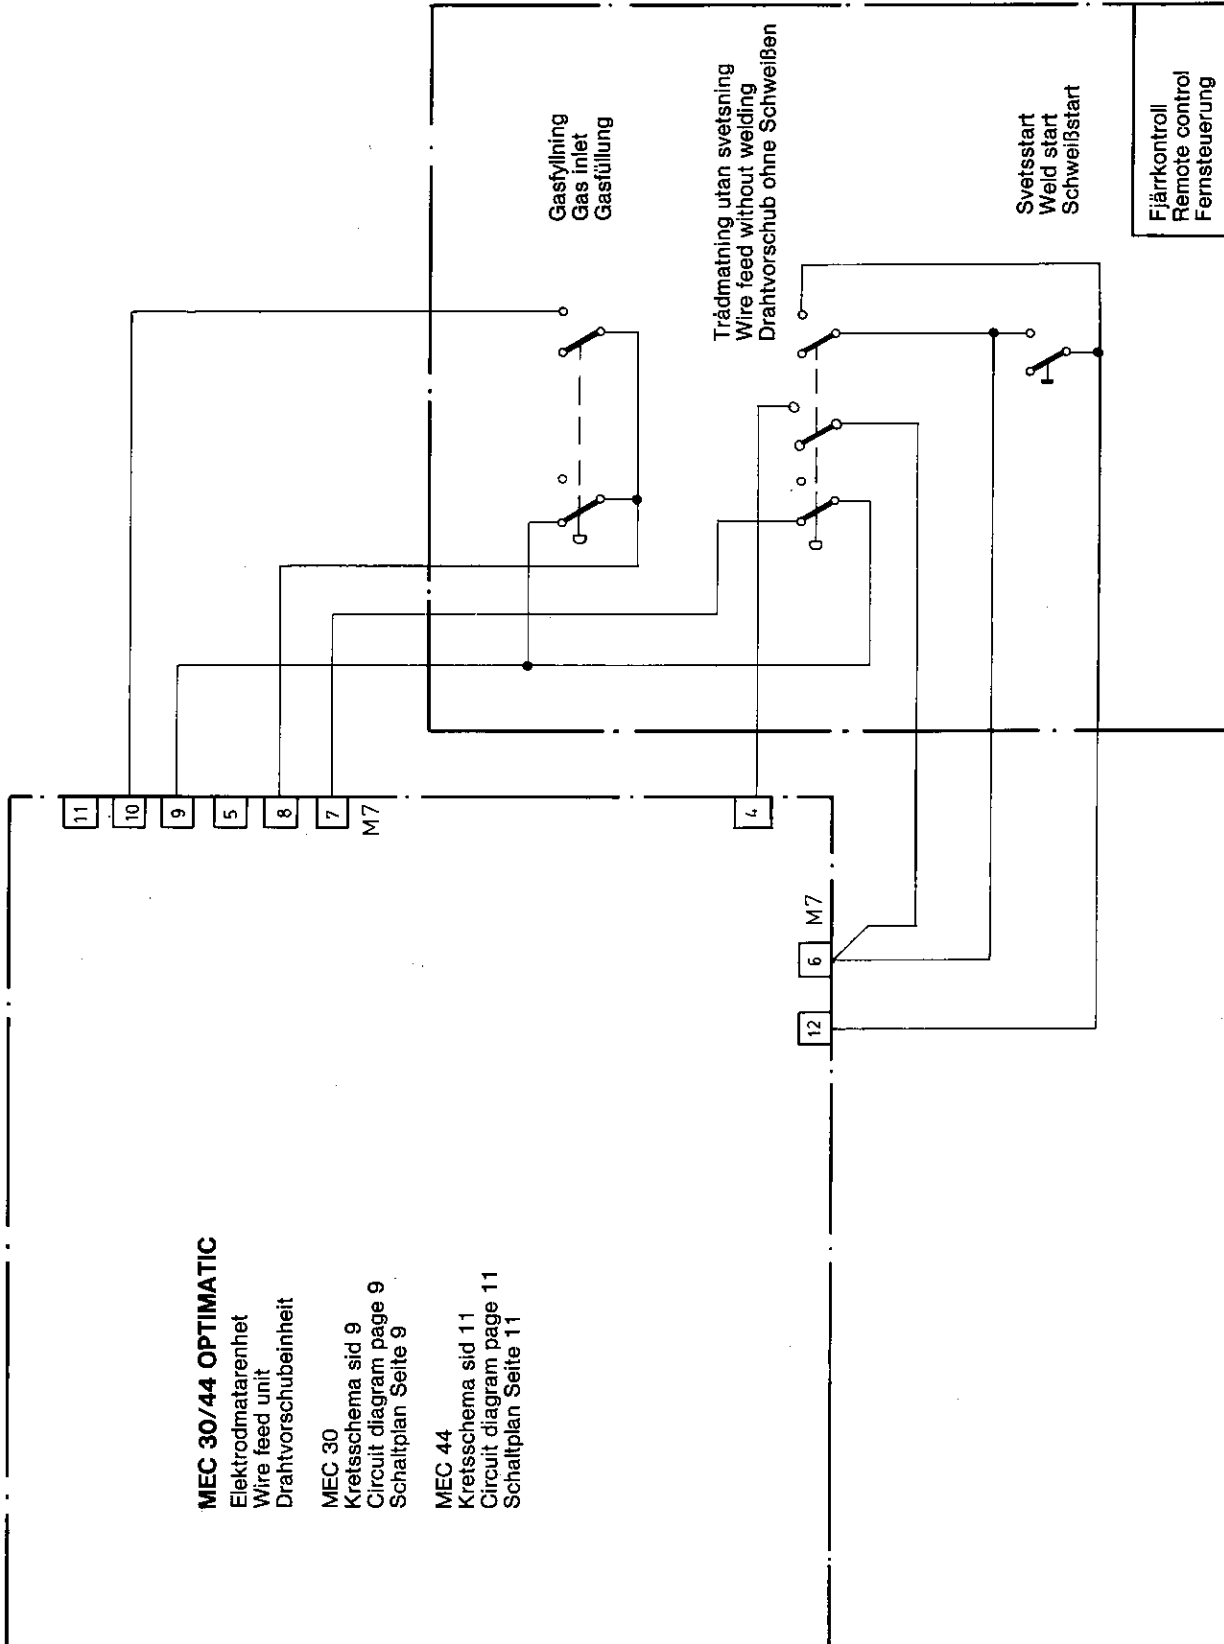 MEC 30/44 OPTIMATIC
Elektrodmatarenhet
Wire feed unit
Drahtvorschubeinheit
MEC 30
Kretsschema sid 9
Circuit diagram page 9
Schaltplan Seite 9
MEC 44
Kretsschema sid 11
Circuit diagram page 11
Schaltplan Seite 11
11
10
9
5
8
7
M7
4
M7
6
12
Gasfyllning
Gas inlet
Gasfüllung
Trådmatning utan svetsning
Wire feed without welding
Drahtvorschub ohne Schweißen
Svetsstart
Weld start
Schweißstart
Fjärrkontroll
Remote control
Fernsteuerung